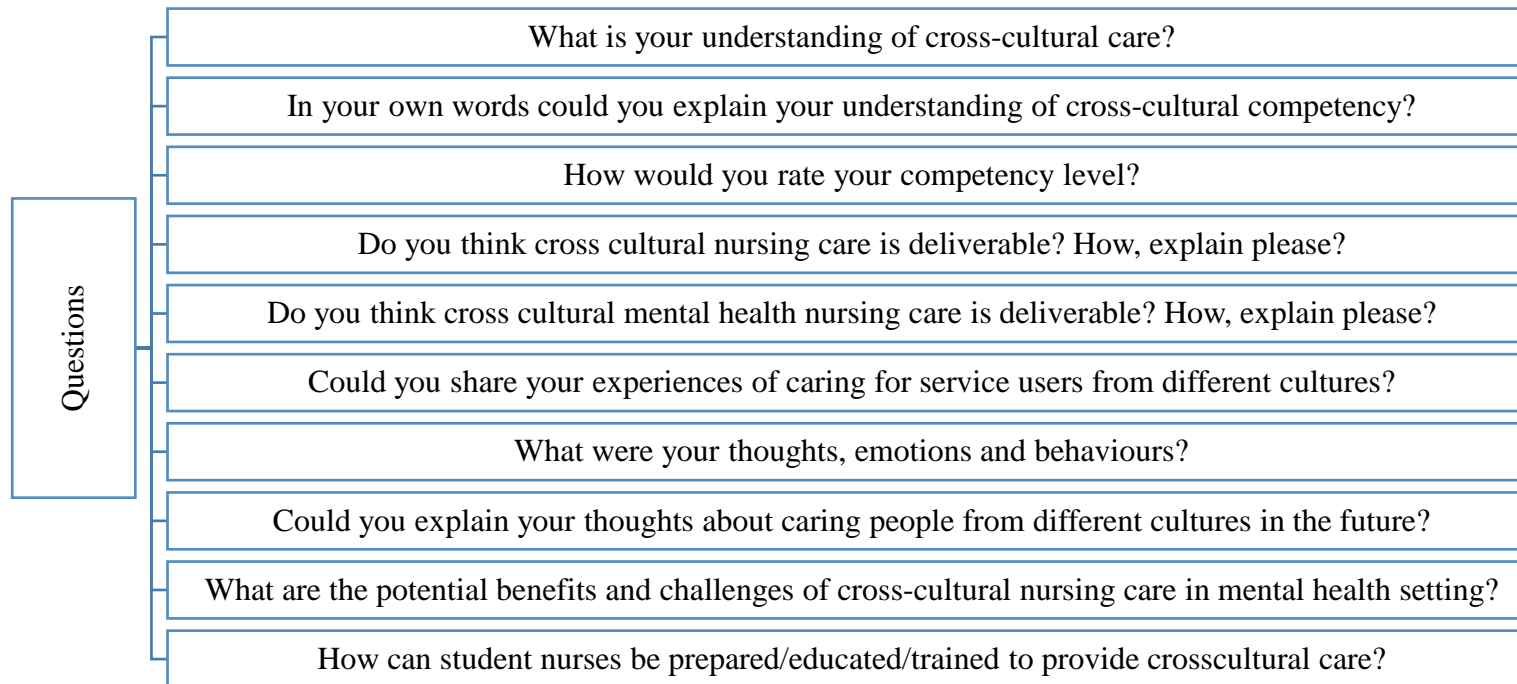 Questions
What is your understanding of cross-cultural care?
In your own words could you explain your understanding of cross-cultural competency?
How would you rate your competency level?
Do you think cross cultural nursing care is deliverable? How, explain please?
Do you think cross cultural mental health nursing care is deliverable? How, explain please?
Could you share your experiences of caring for service users from different cultures?
What were your thoughts, emotions and behaviours?
Could you explain your thoughts about caring people from different cultures in the future?
What are the potential benefits and challenges of cross-cultural nursing care in mental health setting?
How can student nurses be prepared/educated/trained to provide crosscultural care?